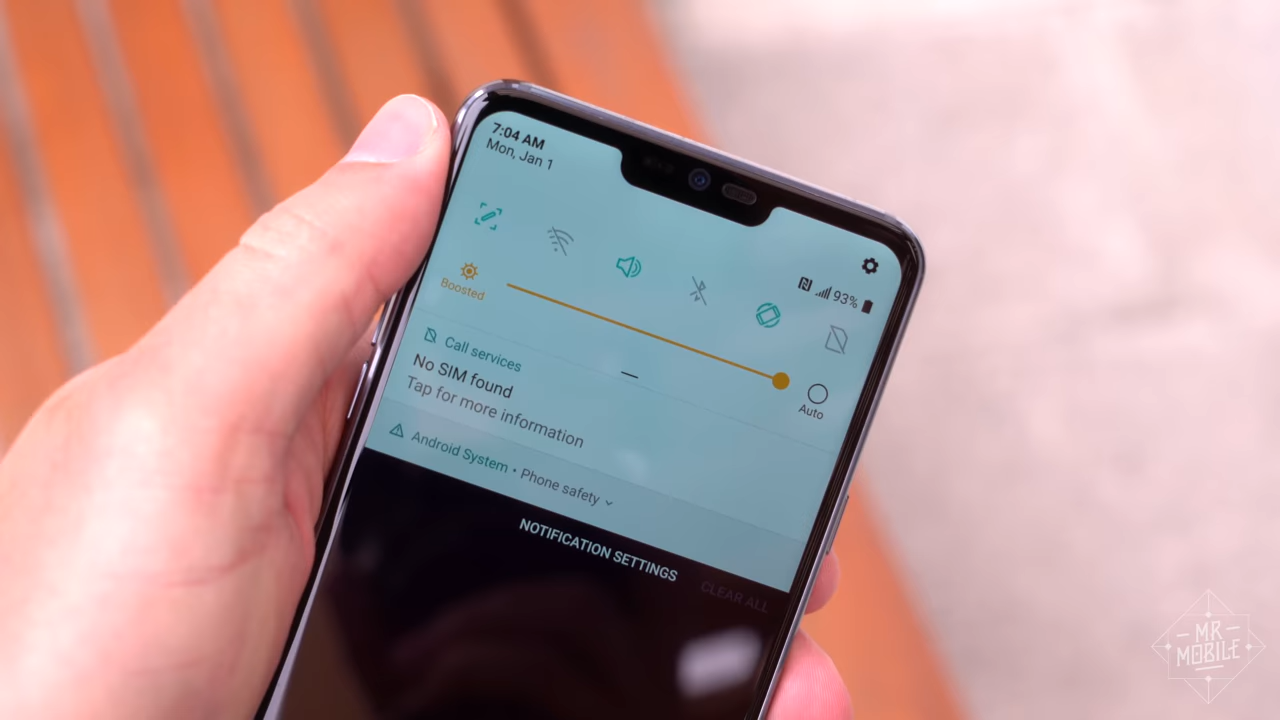 7:04 AM
Mon, Jan 1
93%
Boosted
Auto
Call services
No SIM found
Tap for more information
Android System • Phone safety
NOTIFICATION SETTINGS
CLEAR ALL
MR
MOBILE